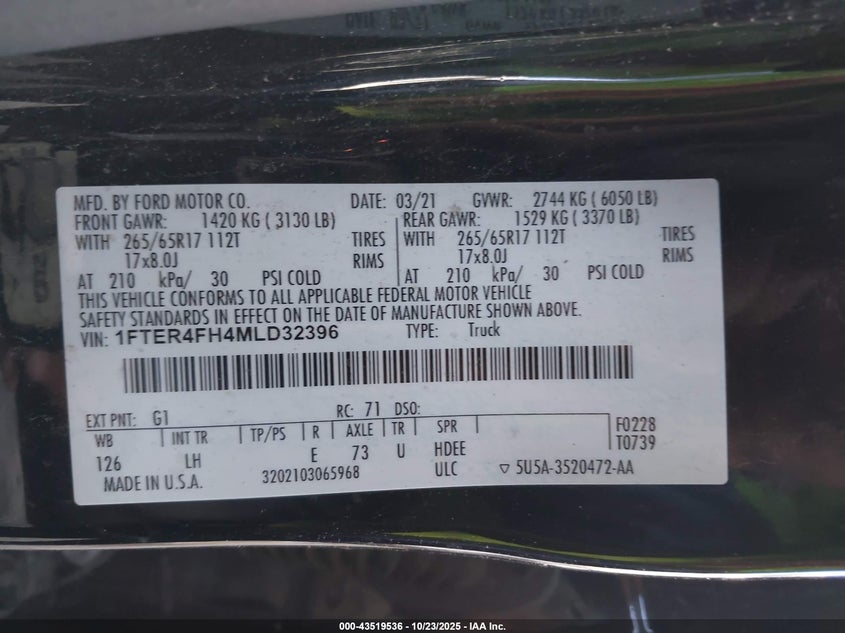 MFD. BY FORD MOTOR CO. DATE: 03/21 GVWR: 2744 KG ( 6050 LB)
FRONT GAWR: 1420 KG ( 3130 LB) REAR GAWR: 1529 KG ( 3370 LB)
WITH 265/65R17 112T TIRES WITH 265/65R17 112T TIRES
17x8.0J RIMS 17x8.0J RIMS
AT 210 kPa/ 30 PSI COLD AT 210 kPa/ 30 PSI COLD
THIS VEHICLE CONFORMS TO ALL APPLICABLE FEDERAL MOTOR VEHICLE
SAFETY STANDARDS IN EFFECT ON THE DATE OF MANUFACTURE SHOWN ABOVE.
VIN: 1FTER4FH4MLD32396 TYPE: Truck
EXT PNT: G1 RC: 71 DSO:
WB INT TR TP/PS R AXLE TR SPR F0228
126 LH E 73 U HDEE T0739
MADE IN U.S.A. 3202103065968 ULC ▽ 5U5A-3520472-AA
000-43519536 - 10/23/2025 - IAA Inc.